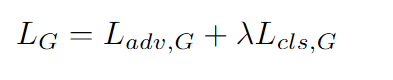 L_G = L_{adv,G} + λL_{cls,G}